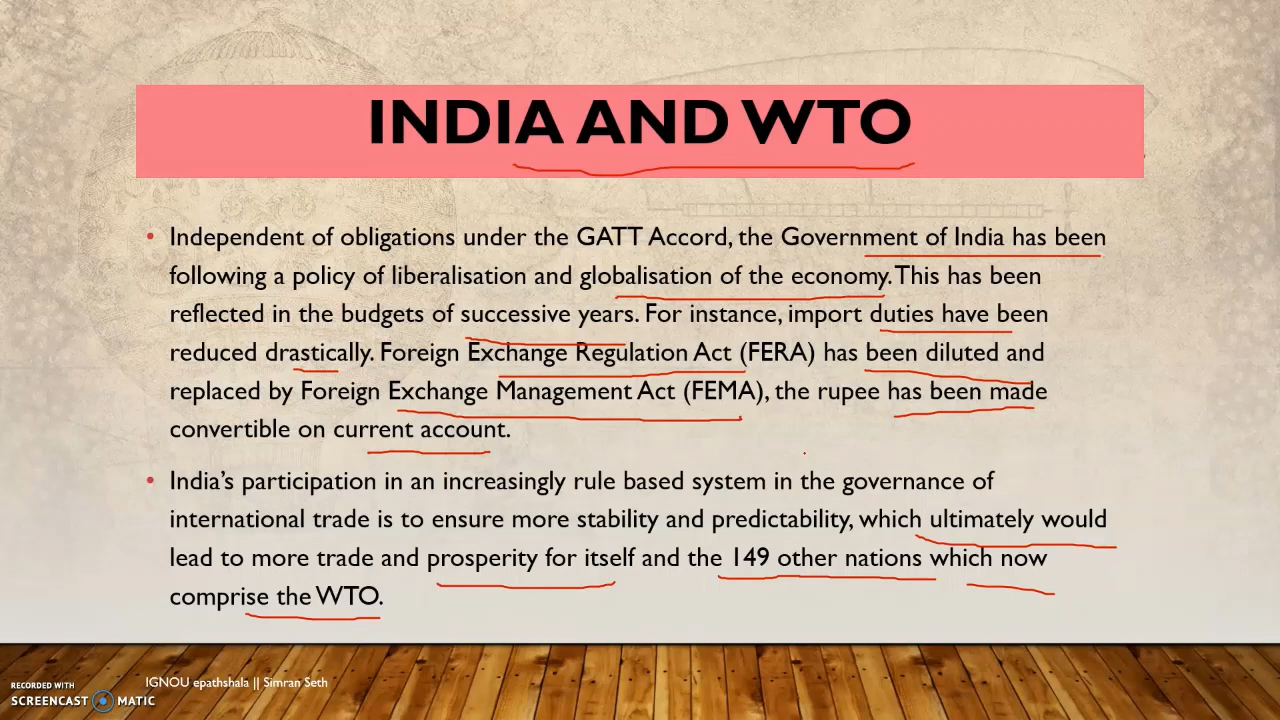 INDIA AND WTO
• Independent of obligations under the GATT Accord, the Government of India has been
following a policy of liberalisation and globalisation of the economy. This has been
reflected in the budgets of successive years. For instance, import duties have been
reduced drastically. Foreign Exchange Regulation Act (FERA) has been diluted and
replaced by Foreign Exchange Management Act (FEMA), the rupee has been made
convertible on current account.
• India’s participation in an increasingly rule based system in the governance of
international trade is to ensure more stability and predictability, which ultimately would
lead to more trade and prosperity for itself and the 149 other nations which now
comprise the WTO.
IGNOU epathshala || Simran Seth
RECORDED WITH
SCREENCAST MATIC